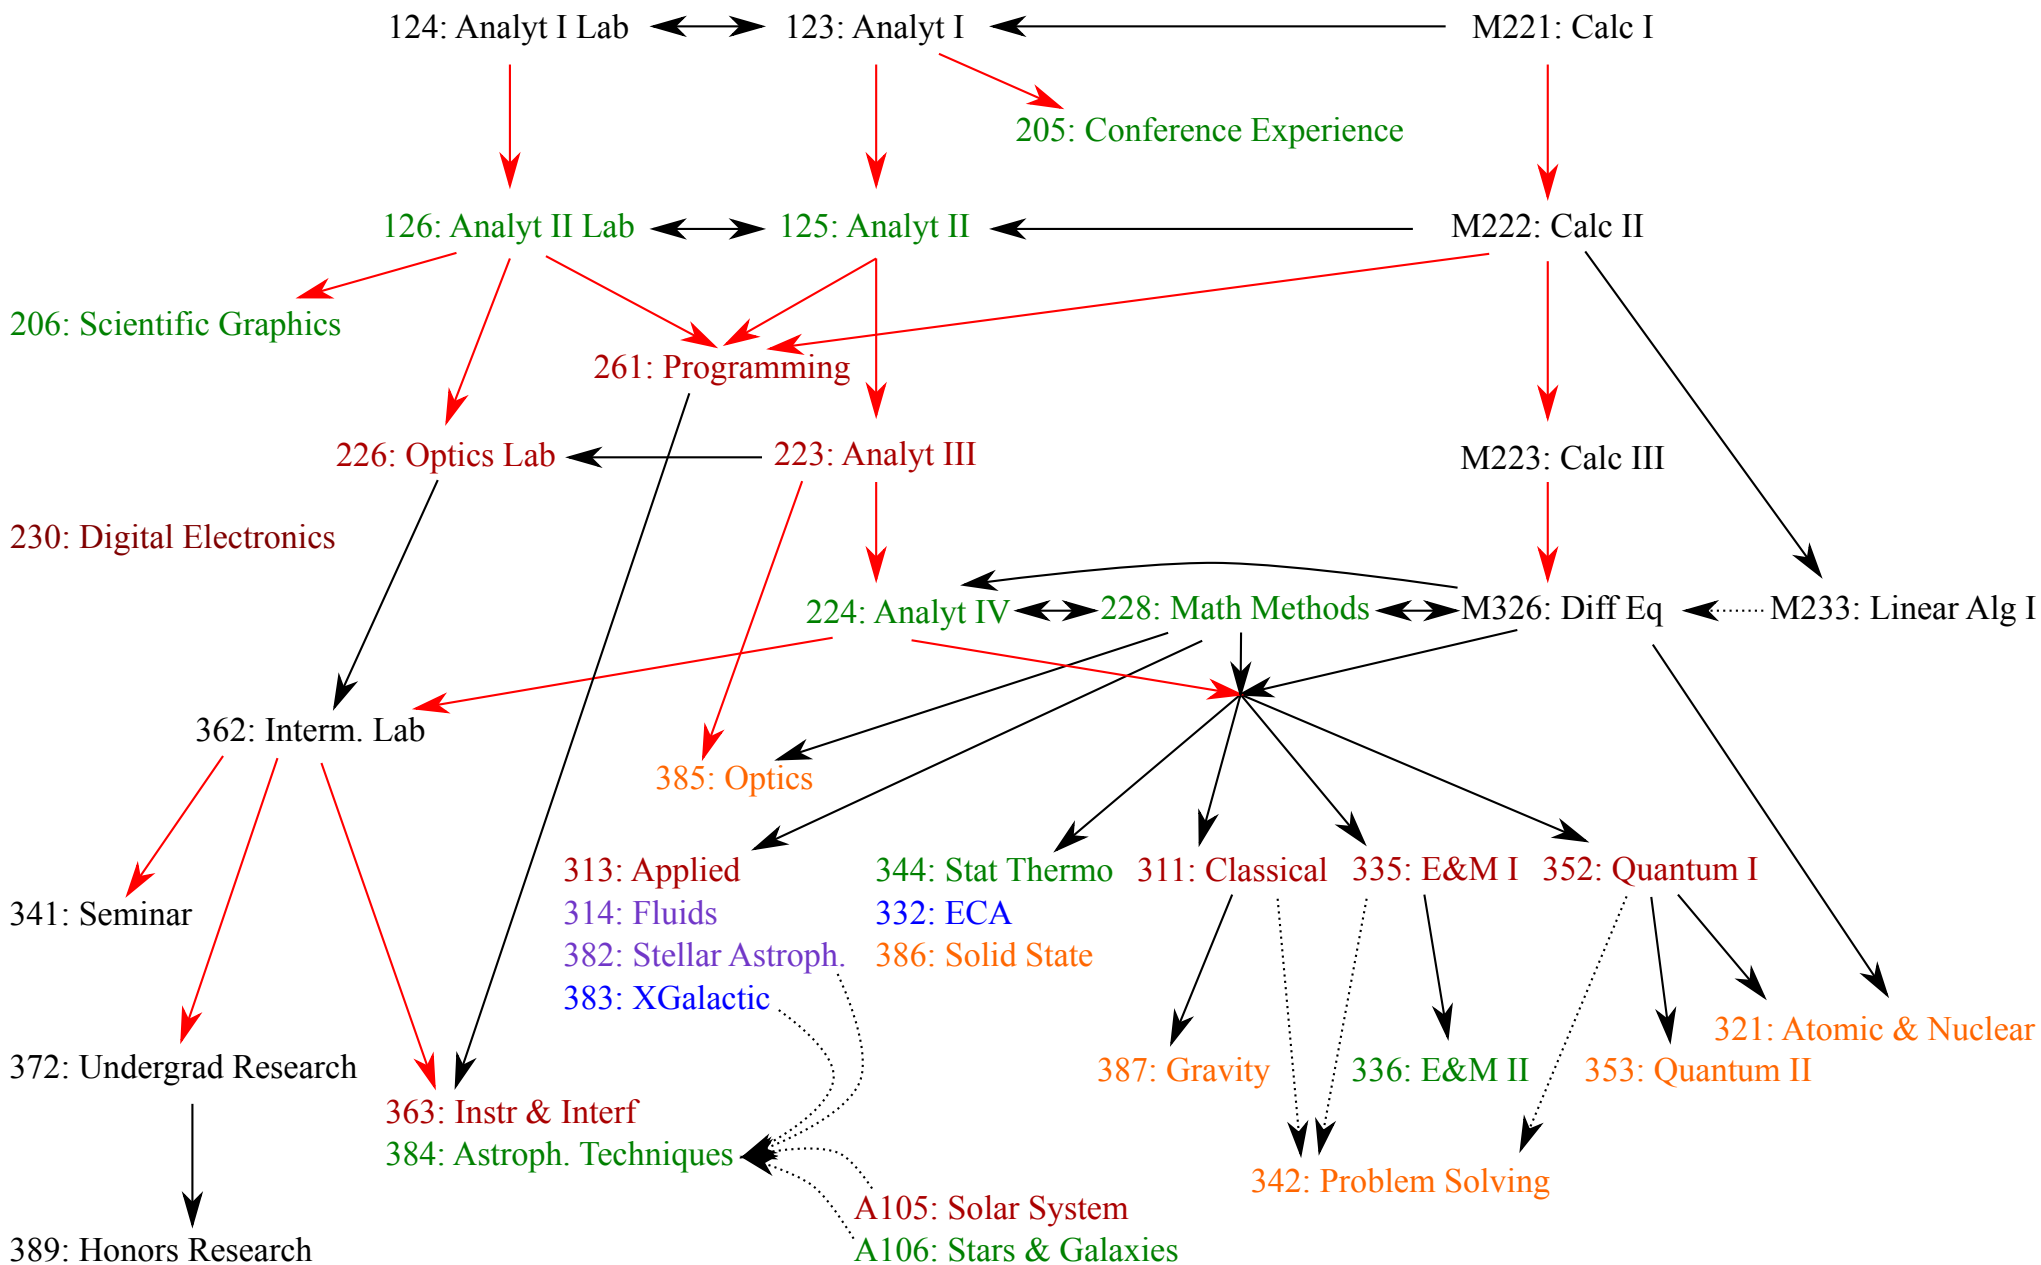 124: Analyt I Lab
123: Analyt I
M221: Calc I
205: Conference Experience
126: Analyt II Lab
125: Analyt II
M222: Calc II
206: Scientific Graphics
261: Programming
226: Optics Lab
223: Analyt III
M223: Calc III
230: Digital Electronics
224: Analyt IV
228: Math Methods
M326: Diff Eq
M233: Linear Alg I
362: Interm. Lab
385: Optics
313: Applied
314: Fluids
382: Stellar Astroph.
383: XGalactic
344: Stat Thermo
332: ECA
386: Solid State
311: Classical
335: E&M I
352: Quantum I
341: Seminar
321: Atomic & Nuclear
372: Undergrad Research
387: Gravity
336: E&M II
353: Quantum II
363: Instr & Interf
384: Astroph. Techniques
342: Problem Solving
A105: Solar System
A106: Stars & Galaxies
389: Honors Research